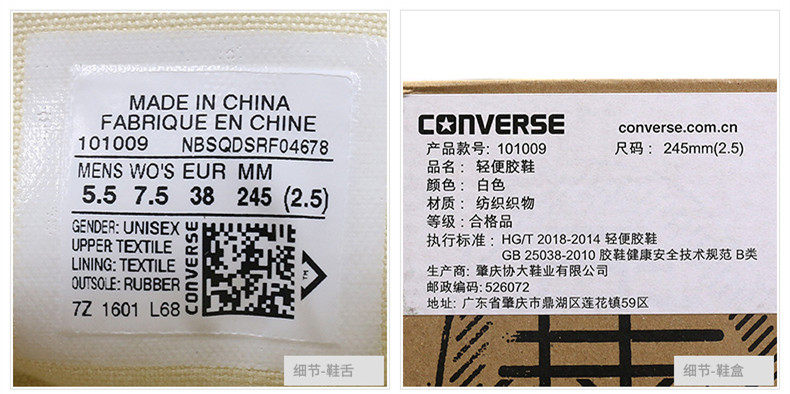 MADE IN CHINA
FABRIQUE EN CHINE
101009 NBSQDSRF04678
MENS WO'S EUR MM
5.5 7.5 38 245 (2.5)
GENDER: UNISEX
UPPER TEXTILE
LINING: TEXTILE
OUTSOLE: RUBBER
CONVERSE
7Z 1601 L68
细节-鞋舌
CONVERSE converse.com.cn
产品款号: 101009 尺码: 245mm(2.5)
品名: 轻便胶鞋
颜色: 白色
材质: 纺织织物
等级: 合格品
执行标准: HG/T 2018-2014 轻便胶鞋
GB 25038-2010 胶鞋健康安全技术规范 B类
生产商: 肇庆协大鞋业有限公司
邮政编码: 526072
地址: 广东省肇庆市鼎湖区莲花镇59区
细节-鞋盒